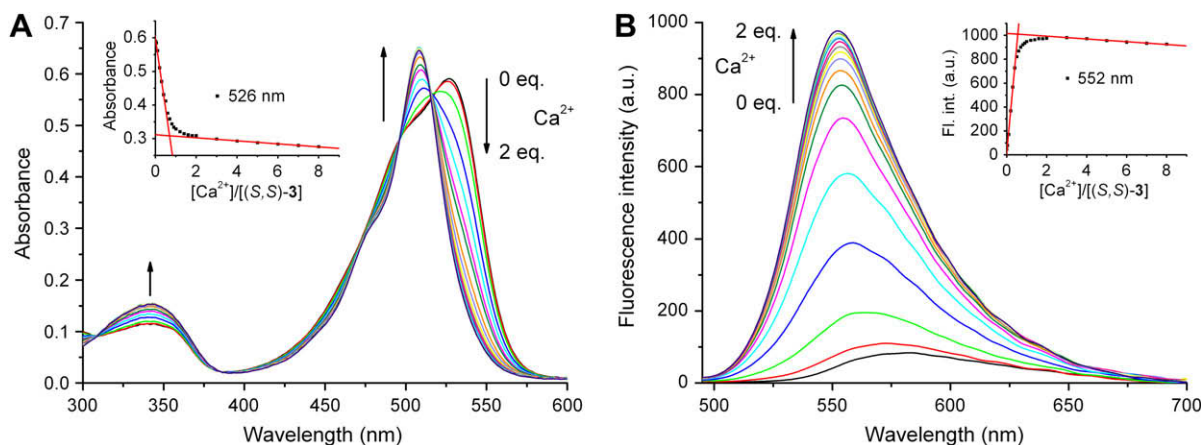 A
0.7
0.6
0.5
0.4
0.3
0.2
0.1
0.0
300 350 400 450 500 550 600
Absorbance
Wavelength (nm)
0.6
0.5
0.4
0.3
0 2 4 6 8
Absorbance
526 nm
[Ca²⁺]/[(S,S)-3]
0 eq.
Ca²⁺
2 eq.
B
1000
800
600
400
200
0
500 550 600 650 700
Fluorescence intensity (a.u.)
Wavelength (nm)
2 eq.
Ca²⁺
0 eq.
1000
800
600
400
200
0
0 2 4 6 8
Fl. int. (a.u.)
552 nm
[Ca²⁺]/[(S,S)-3]